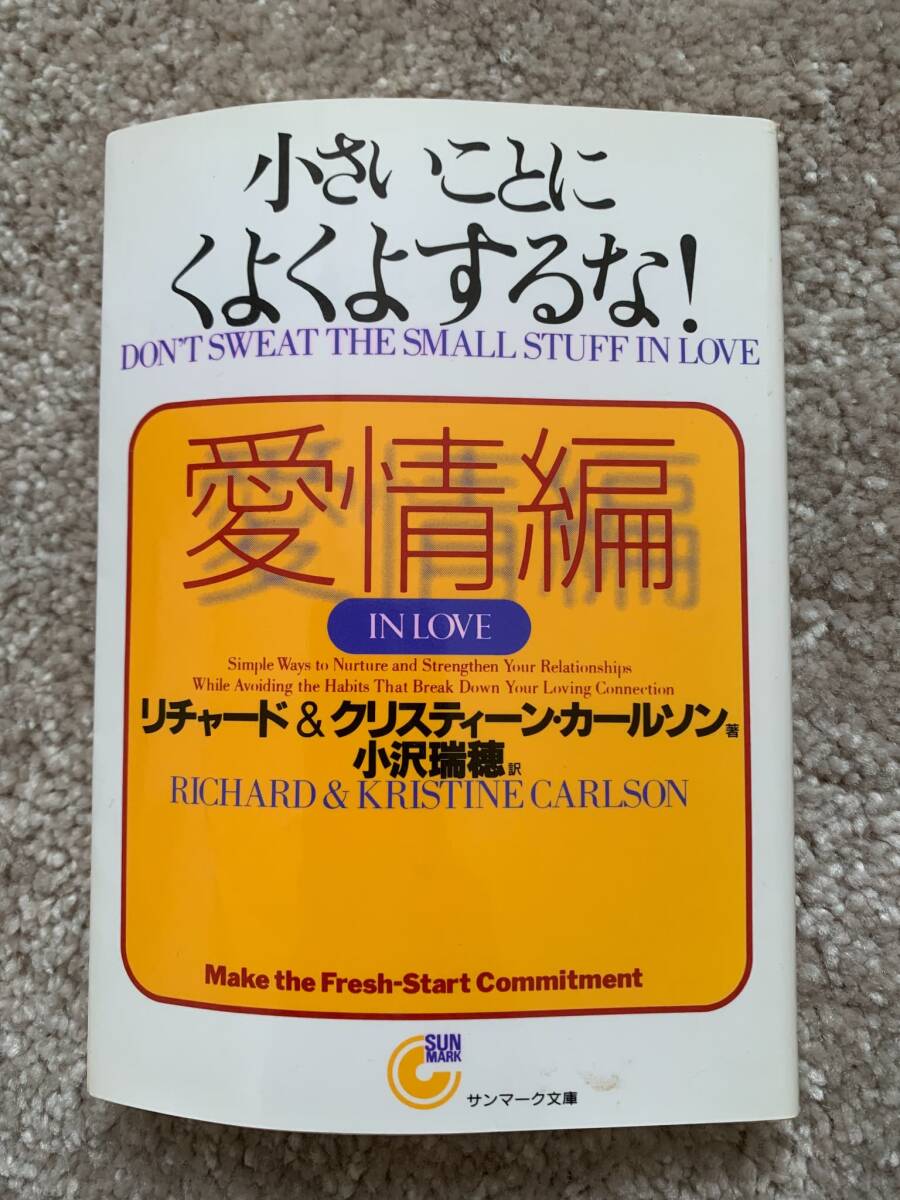 小さいことに
くよくよするな!
DON'T SWEAT THE SMALL STUFF IN LOVE
愛情編
IN LOVE
Simple Ways to Nurture and Strengthen Your Relationships
While Avoiding the Habits That Break Down Your Loving Connection
リチャード&クリスティーン・カールソン 著
小沢瑞穂 訳
RICHARD & KRISTINE CARLSON
Make the Fresh-Start Commitment
SUN
MARK
サンマーク文庫